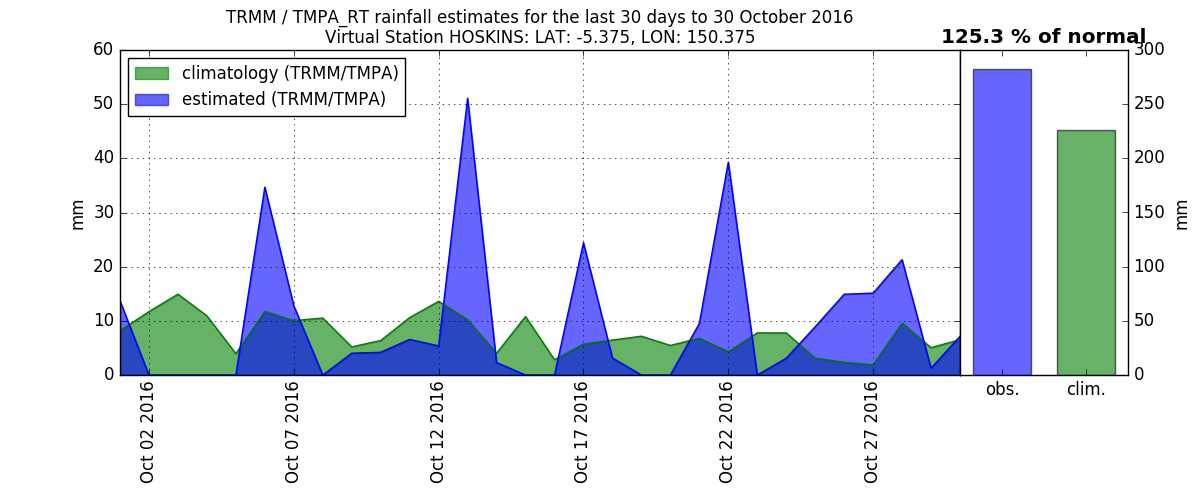 TRMM / TMPA_RT rainfall estimates for the last 30 days to 30 October 2016
Virtual Station HOSKINS: LAT: -5.375, LON: 150.375
125.3 % of normal
climatology (TRMM/TMPA)
estimated (TRMM/TMPA)
60
50
40
30
20
10
0
mm
Oct 02 2016
Oct 07 2016
Oct 12 2016
Oct 17 2016
Oct 22 2016
Oct 27 2016
300
250
200
150
100
50
0
mm
obs.
clim.